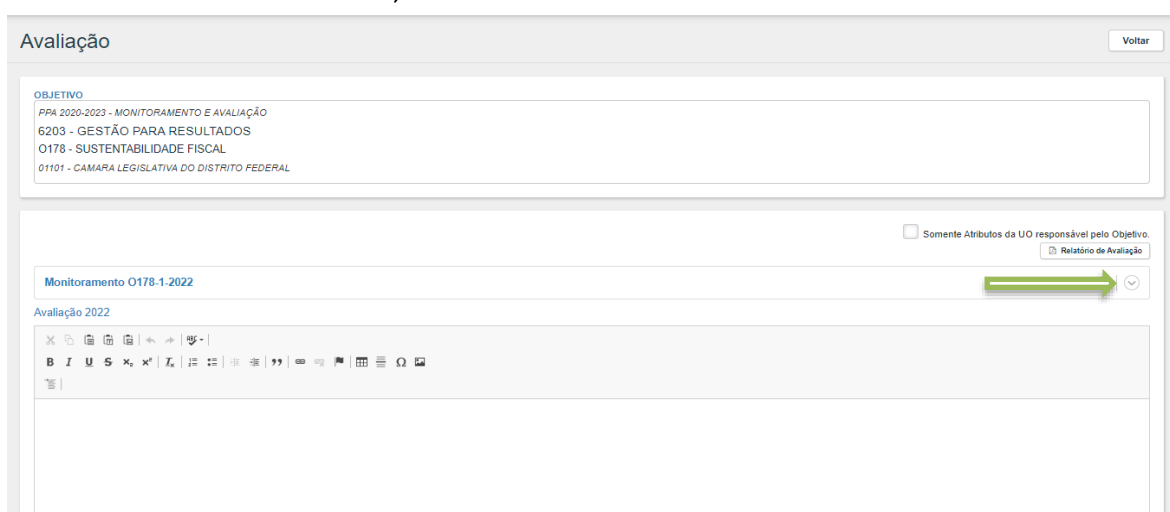 Avaliação
Voltar
OBJETIVO
PPA 2020-2023 - MONITORAMENTO E AVALIAÇÃO
6203 - GESTÃO PARA RESULTADOS
O178 - SUSTENTABILIDADE FISCAL
01101 - CAMARA LEGISLATIVA DO DISTRITO FEDERAL
Somente Atributos da UO responsável pelo Objetivo.
Relatório de Avaliação
Monitoramento O178-1-2022
Avaliação 2022